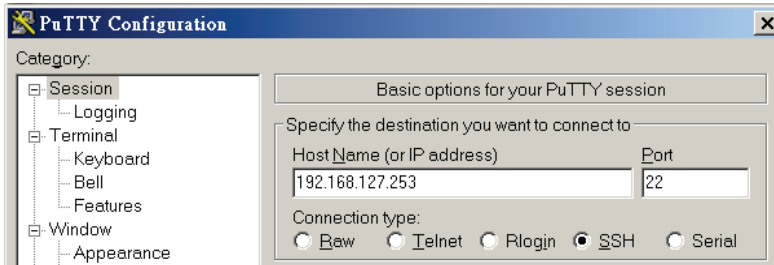 PuTTY Configuration
Category:
Session
Logging
Terminal
Keyboard
Bell
Features
Window
Appearance
Basic options for your PuTTY session
Specify the destination you want to connect to
Host Name (or IP address) Port
192.168.127.253 22
Connection type:
Raw Telnet Rlogin SSH Serial